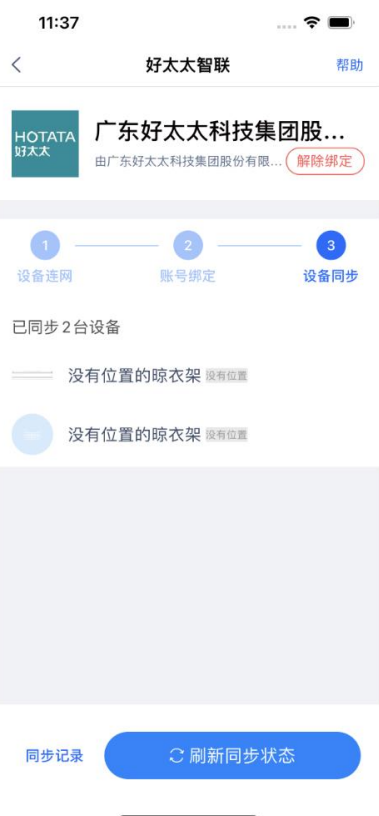 11:37
好太太智联
帮助
HOTATA
好太太
广东好太太科技集团股...
由广东好太太科技集团股份有限...
解除绑定
1
2
3
设备连网
账号绑定
设备同步
已同步2台设备
没有位置的晾衣架 没有位置
没有位置的晾衣架 没有位置
同步记录
刷新同步状态